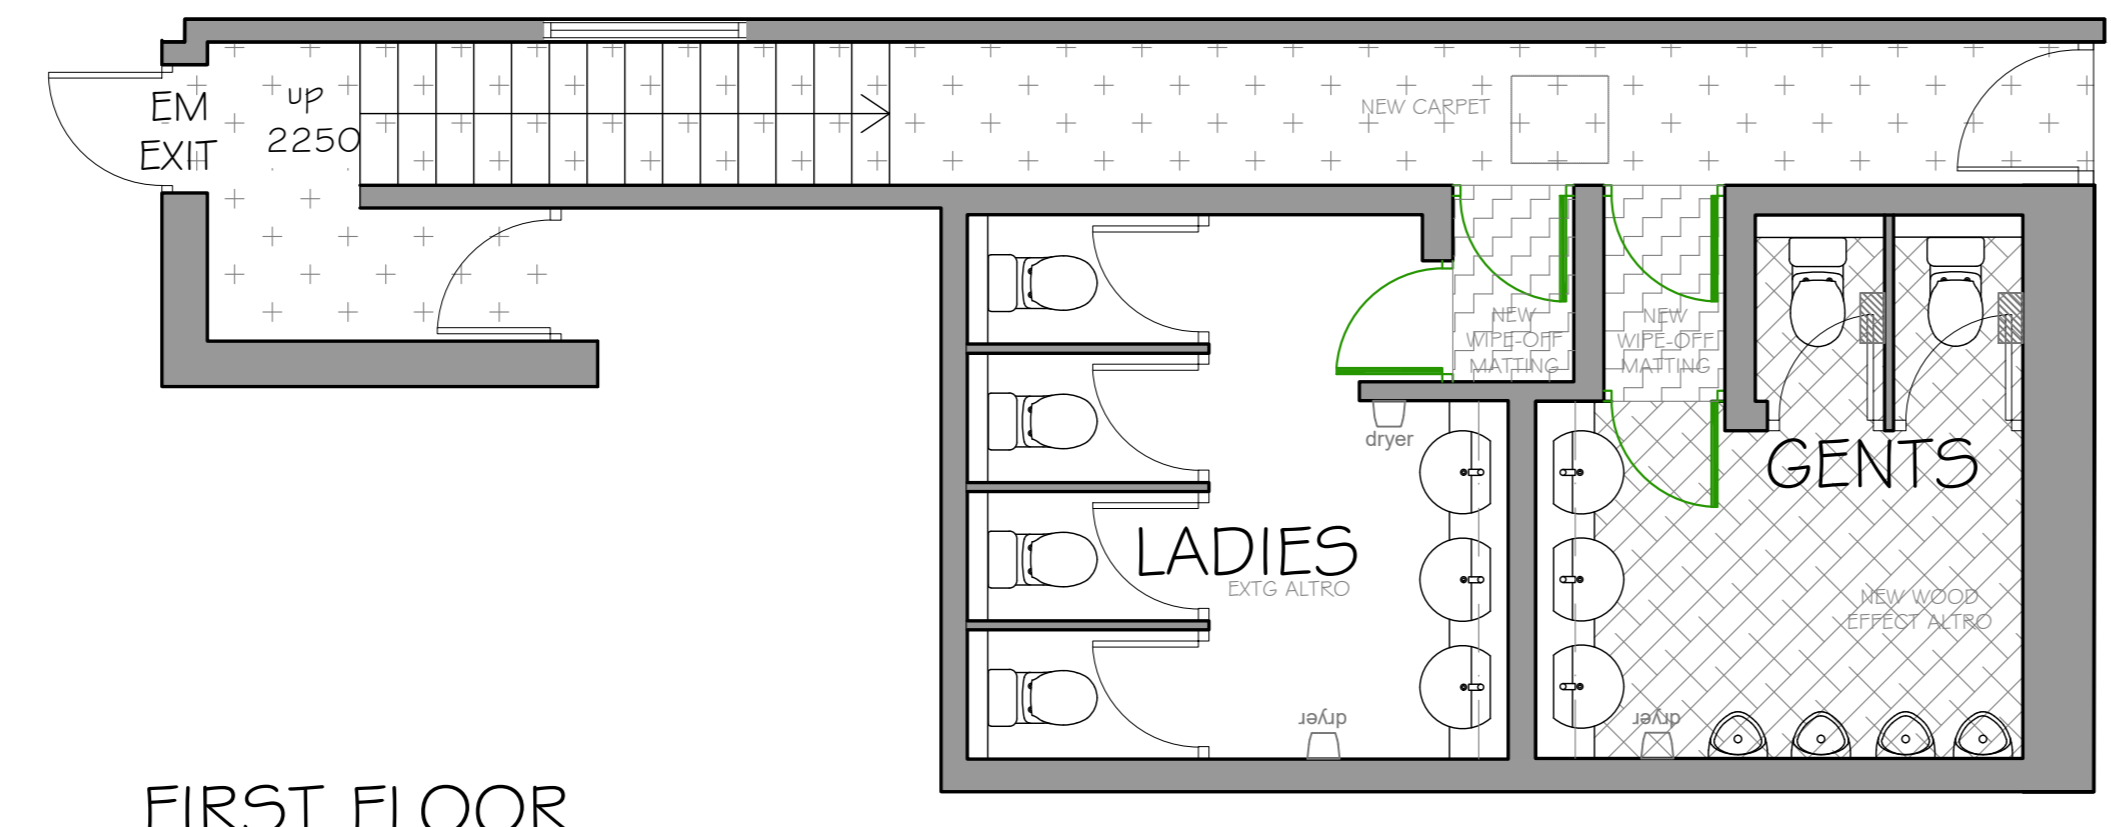 EM
EXIT
up
2250
NEW CARPET
NEW
WIPE-OFF
MATTING
NEW
WIPE-OFF
MATTING
dryer
GENTS
LADIES
EXTG ALTRO
NEW WOOD
EFFECT ALTRO
dryer
dryer
FIRST FLOOR